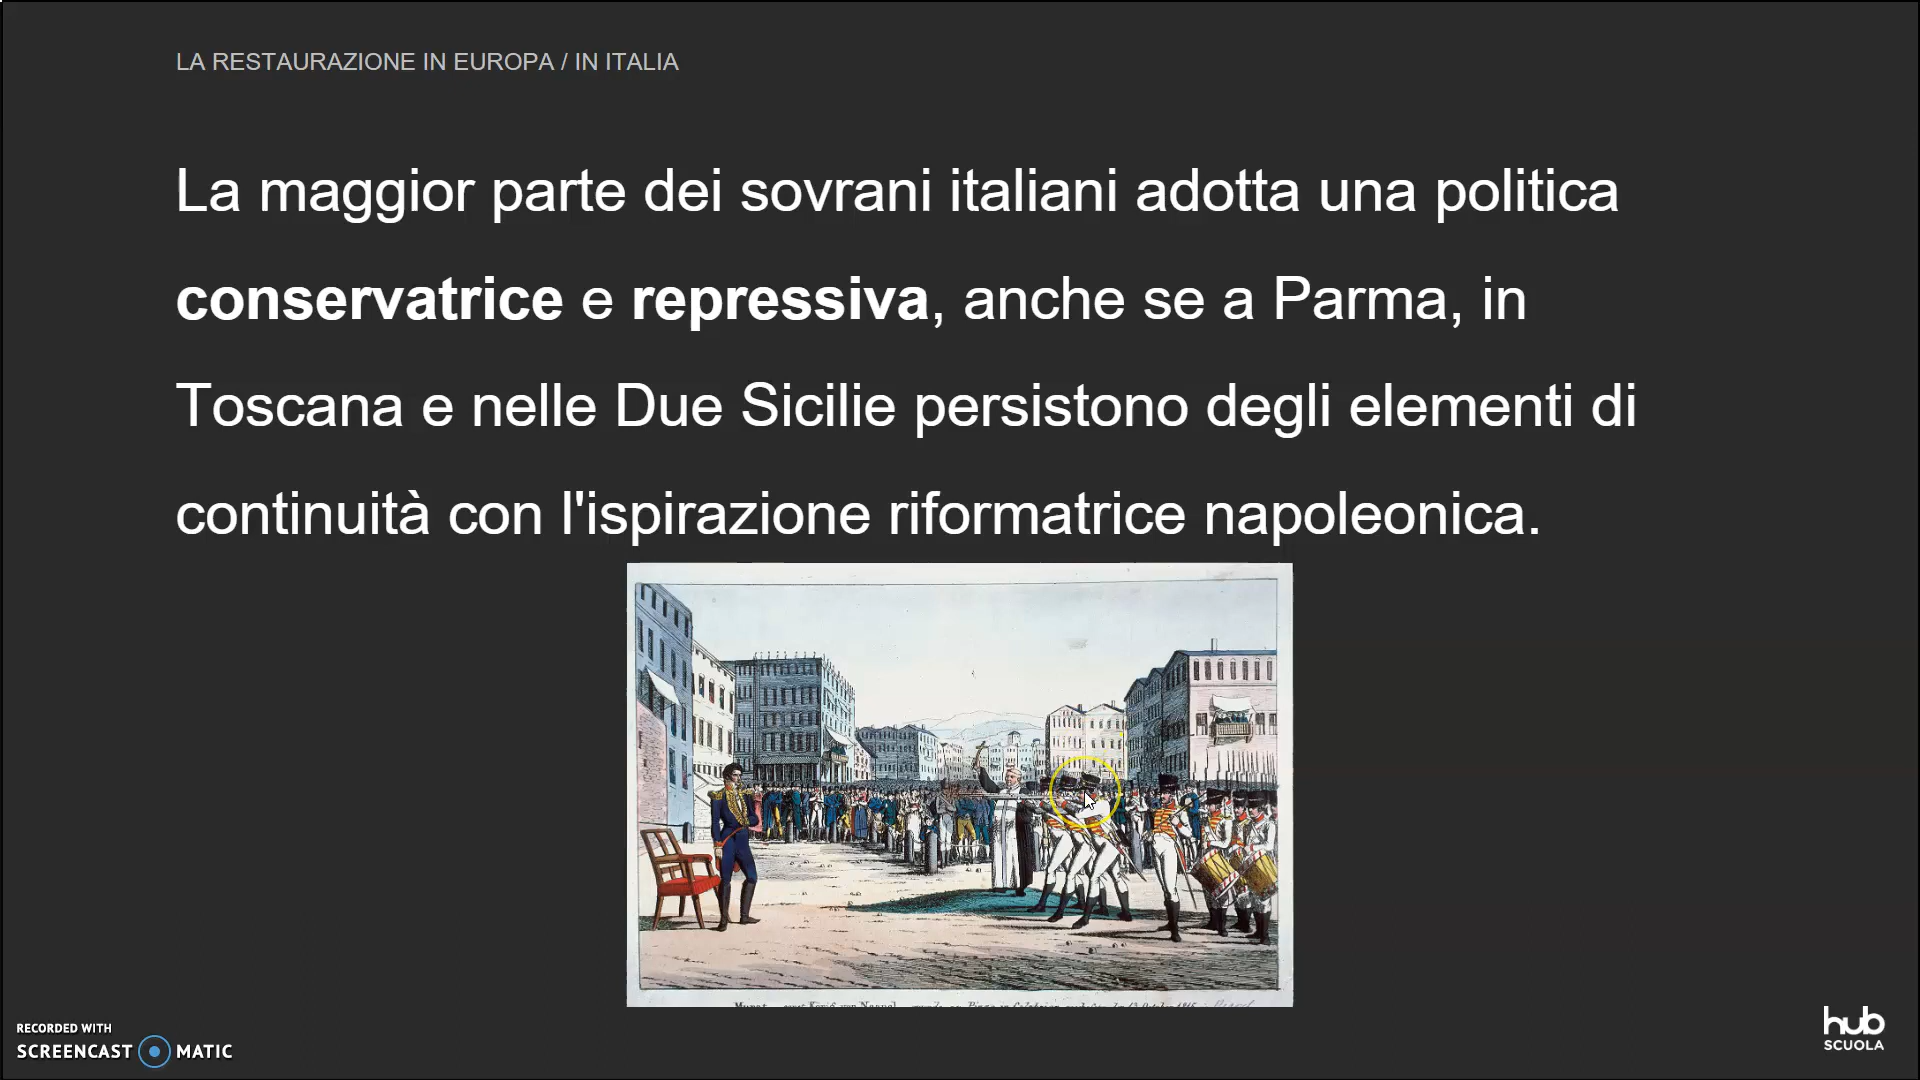 LA RESTAURAZIONE IN EUROPA / IN ITALIA
La maggior parte dei sovrani italiani adotta una politica
conservatrice e repressiva, anche se a Parma, in
Toscana e nelle Due Sicilie persistono degli elementi di
continuità con l'ispirazione riformatrice napoleonica.
RECORDED WITH
SCREENCAST MATIC
hub
SCUOLA